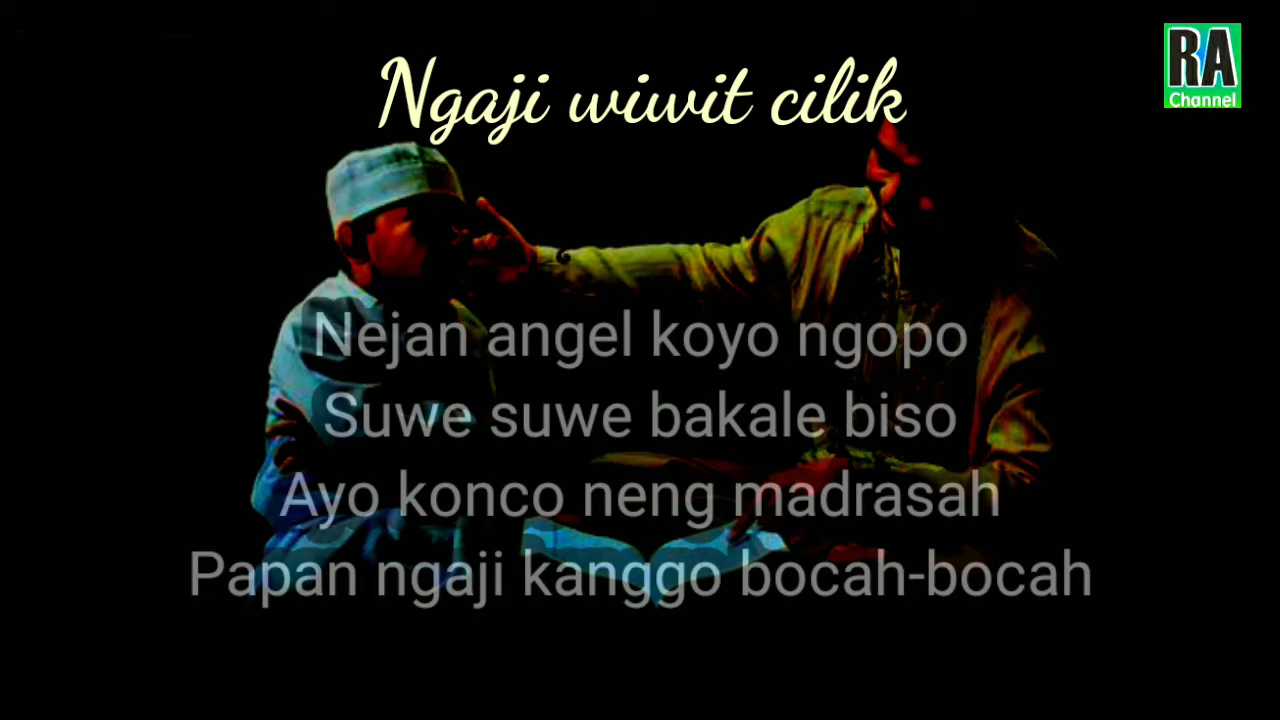 RA
Channel
Ngaji wiwit cilik
Nejan angel koyo ngopo
Suwe suwe bakale biso
Ayo konco neng madrasah
Papan ngaji kanggo bocah-bocah